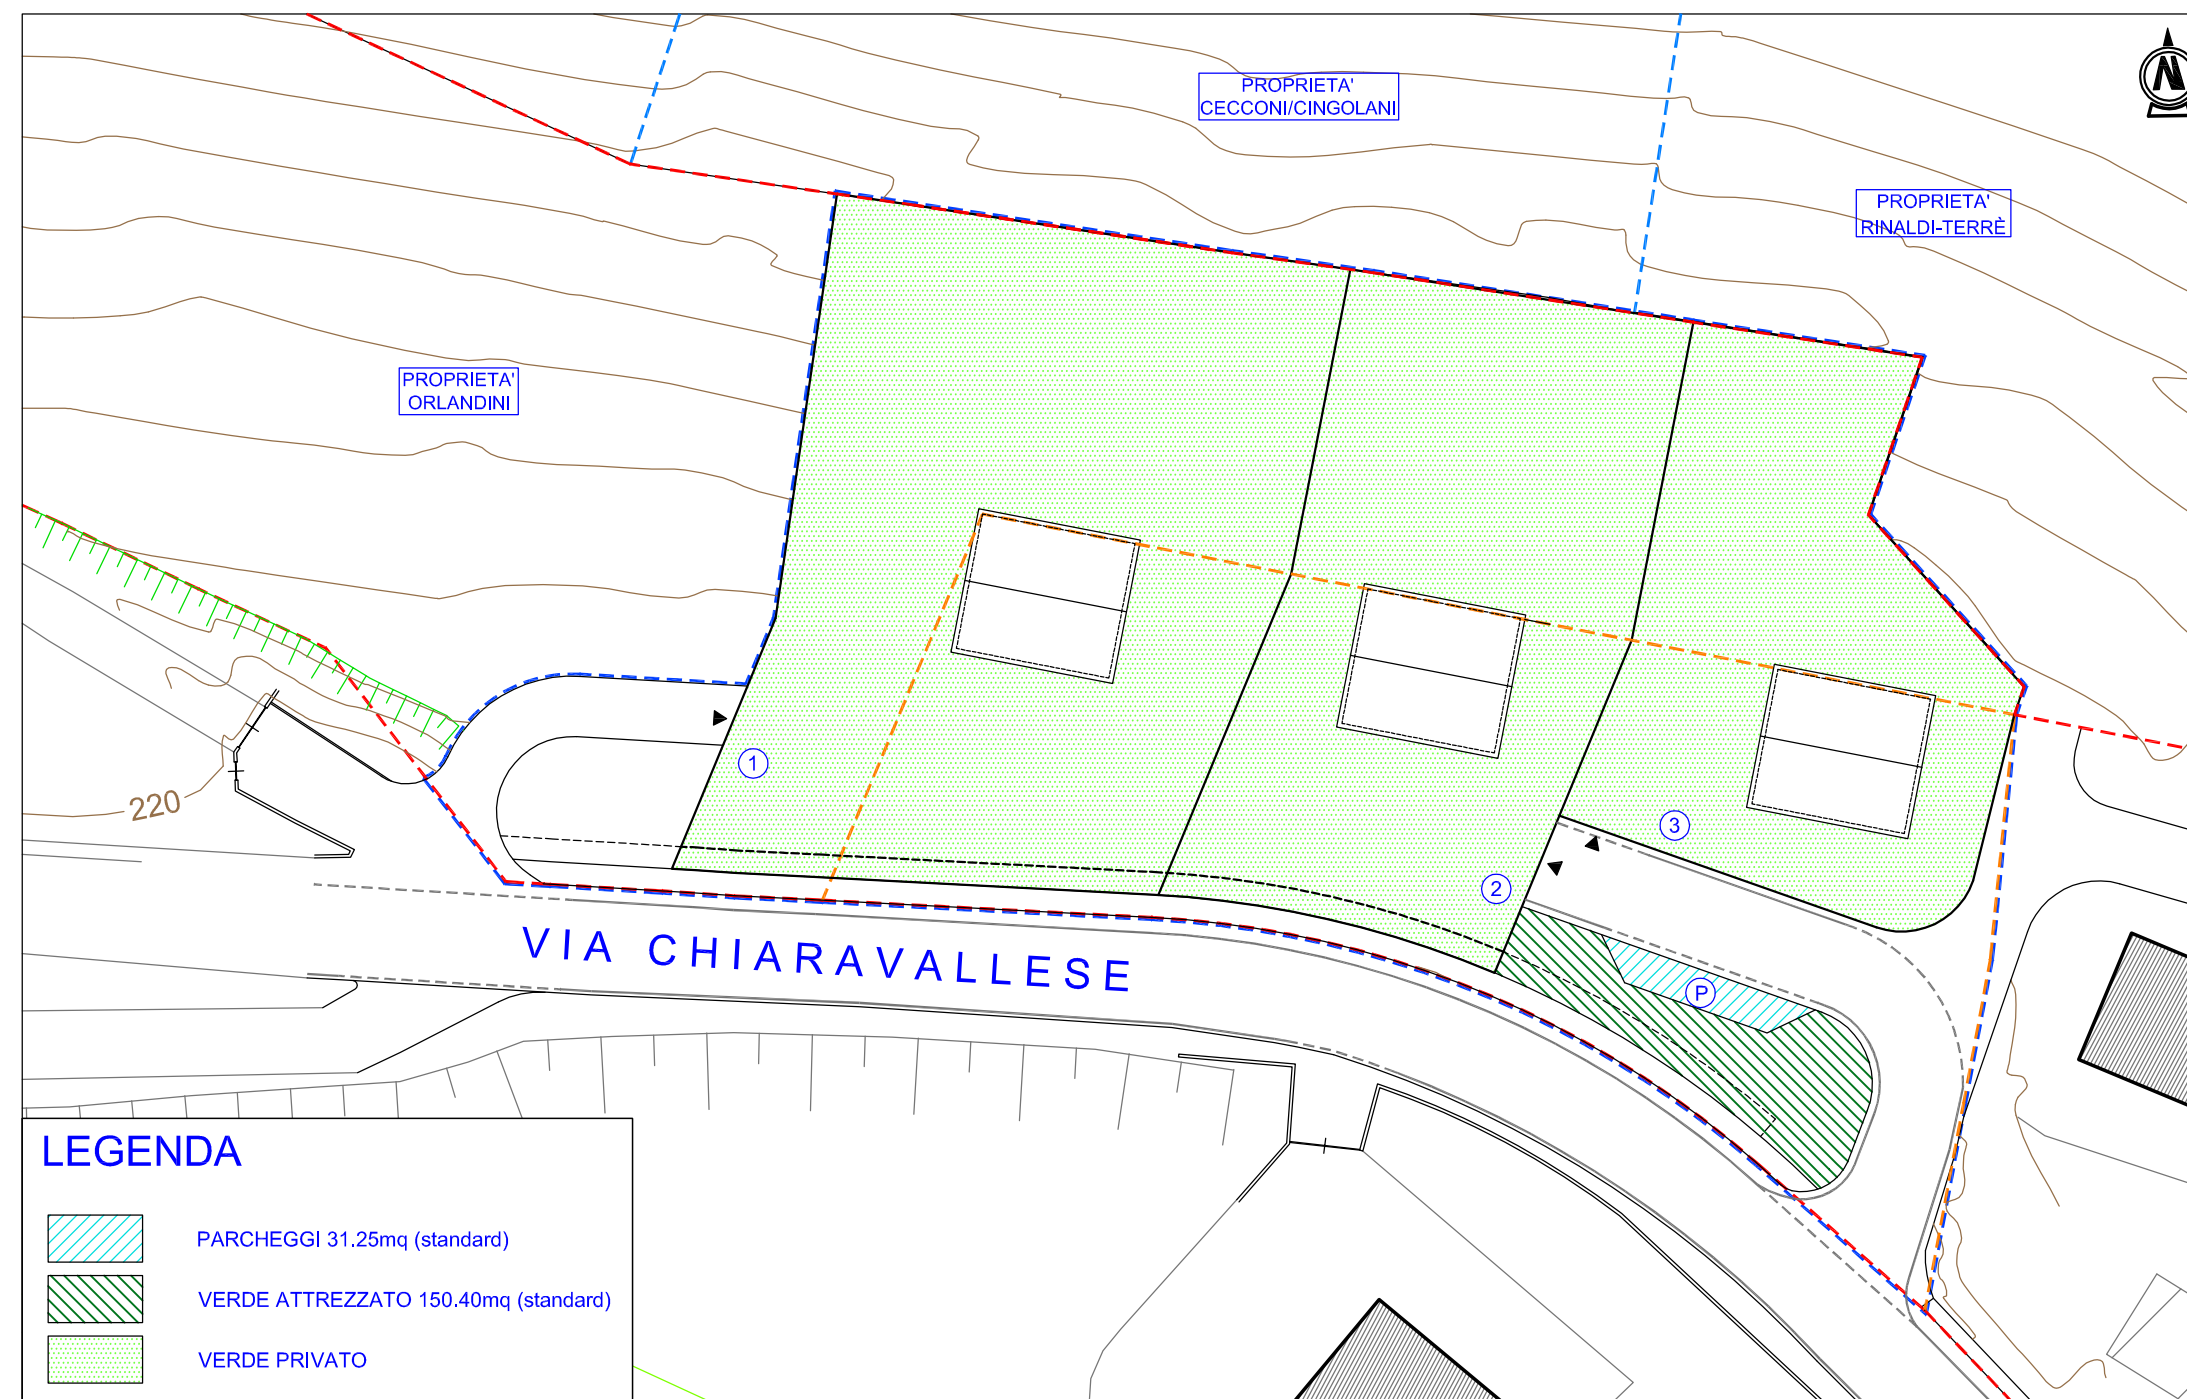 PROPRIETA'
CECCONI/CINGOLANI
N
PROPRIETA'
RINALDI-TERRÈ
PROPRIETA'
ORLANDINI
1
220
3
2
P
VIA CHIARAVALLESE
LEGENDA
PARCHEGGI 31.25mq (standard)
VERDE ATTREZZATO 150.40mq (standard)
VERDE PRIVATO